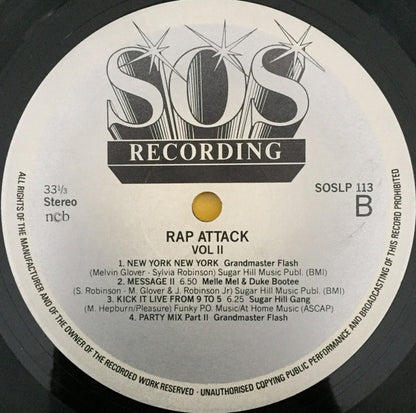 SOS
RECORDING
33 1/3
Stereo
ncb
SOSLP 113
B
RAP ATTACK
VOL II
1. NEW YORK NEW YORK Grandmaster Flash
(Melvin Glover - Sylvia Robinson) Sugar Hill Music Publ. (BMI)
2. MESSAGE II 6.50 Melle Mel & Duke Bootee
(S. Robinson - M. Glover & J. Robinson Jr) Sugar Hill Music Publ. (BMI)
3. KICK IT LIVE FROM 9 TO 5 6.25 Sugar Hill Gang
(M. Hepburn/Pleasure) Funky P.O. Music/At Home Music (ASCAP)
4. PARTY MIX Part II Grandmaster Flash
ALL RIGHTS OF THE MANUFACTURER AND OF THE OWNER OF THE RECORDED WORK RESERVED · UNAUTHORISED COPYING PUBLIC PERFORMANCE AND BROADCASTING OF THIS RECORD PROHIBITED